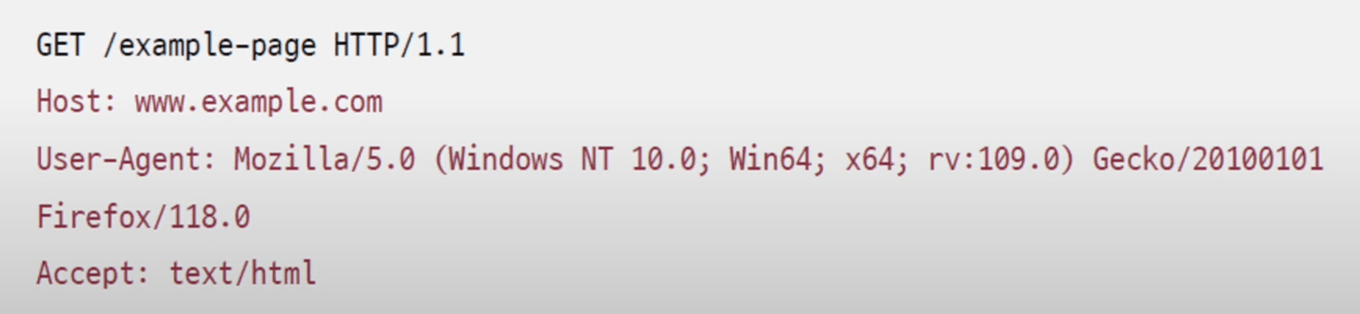 GET /example-page HTTP/1.1
Host: www.example.com
User-Agent: Mozilla/5.0 (Windows NT 10.0; Win64; x64; rv:109.0) Gecko/20100101
Firefox/118.0
Accept: text/html